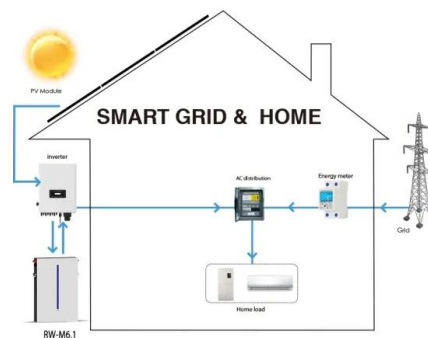 PV Module
SMART GRID & HOME
Inverter
AC distribution
Energy meter
Grid
Home load
RW-M6.1